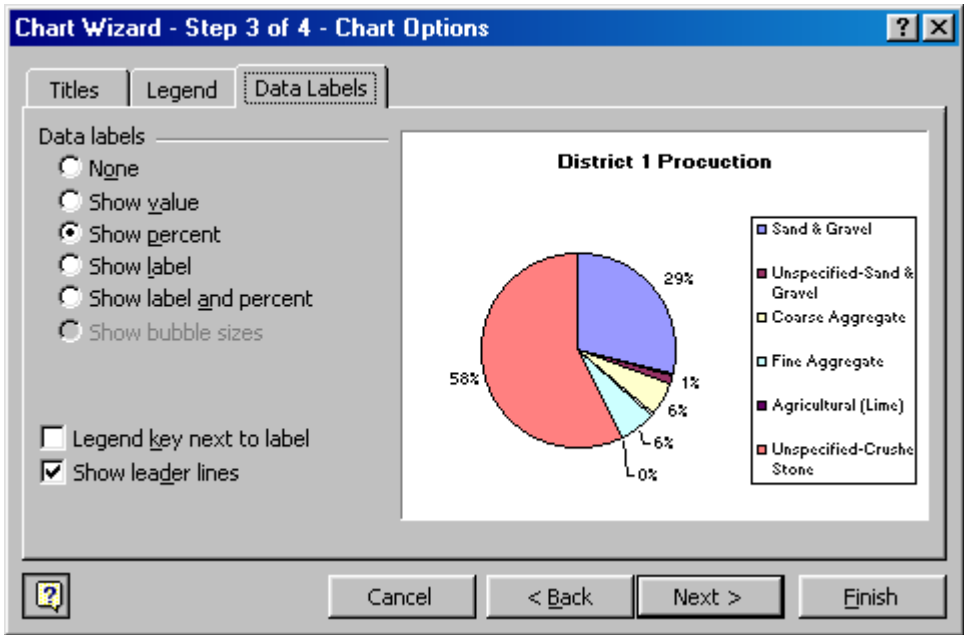 Chart Wizard - Step 3 of 4 - Chart Options
Titles
Legend
Data Labels
Data labels
None
Show value
Show percent
Show label
Show label and percent
Show bubble sizes
Legend key next to label
Show leader lines
District 1 Procuction
29%
1%
6%
6%
0%
58%
Sand & Gravel
Unspecified-Sand &
Gravel
Coarse Aggregate
Fine Aggregate
Agricultural (Lime)
Unspecified-Crushe
Stone
Cancel
< Back
Next >
Finish